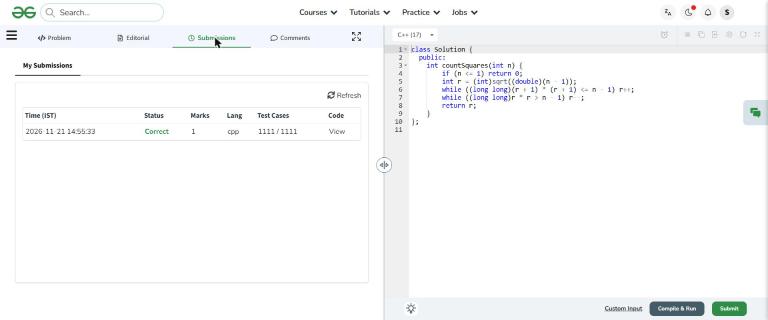 Search...
Courses Tutorials Practice Jobs
S
</> Problem Editorial Submissions Comments
My Submissions
Refresh
Time (IST) Status Marks Lang Test Cases Code
2026-11-21 14:55:33 Correct 1 cpp 1111 / 1111 View
C++ (17)
1 class Solution {
2 public:
3 int countSquares(int n) {
4 if (n <= 1) return 0;
5 int r = (int)sqrt((double)(n - 1));
6 while ((long long)(r + 1) * (r + 1) <= n - 1) r++;
7 while ((long long)r * r > n - 1) r--;
8 return r;
9 }
10 };
11
Custom Input Compile & Run Submit